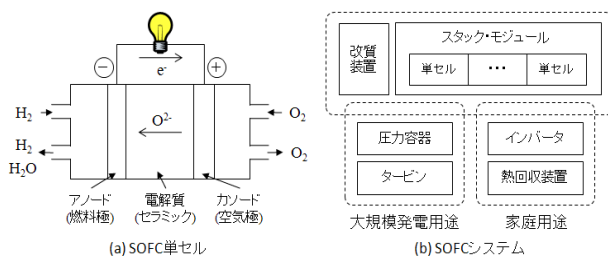 e⁻
⊖
⊕
H₂
O²⁻
O₂
H₂
H₂O
O₂
アノード
(燃料極)
電解質
(セラミック)
カソード
(空気極)
(a) SOFC単セル
改質
装置
スタック・モジュール
単セル
…
単セル
圧力容器
タービン
インバータ
熱回収装置
大規模発電用途
家庭用途
(b) SOFCシステム